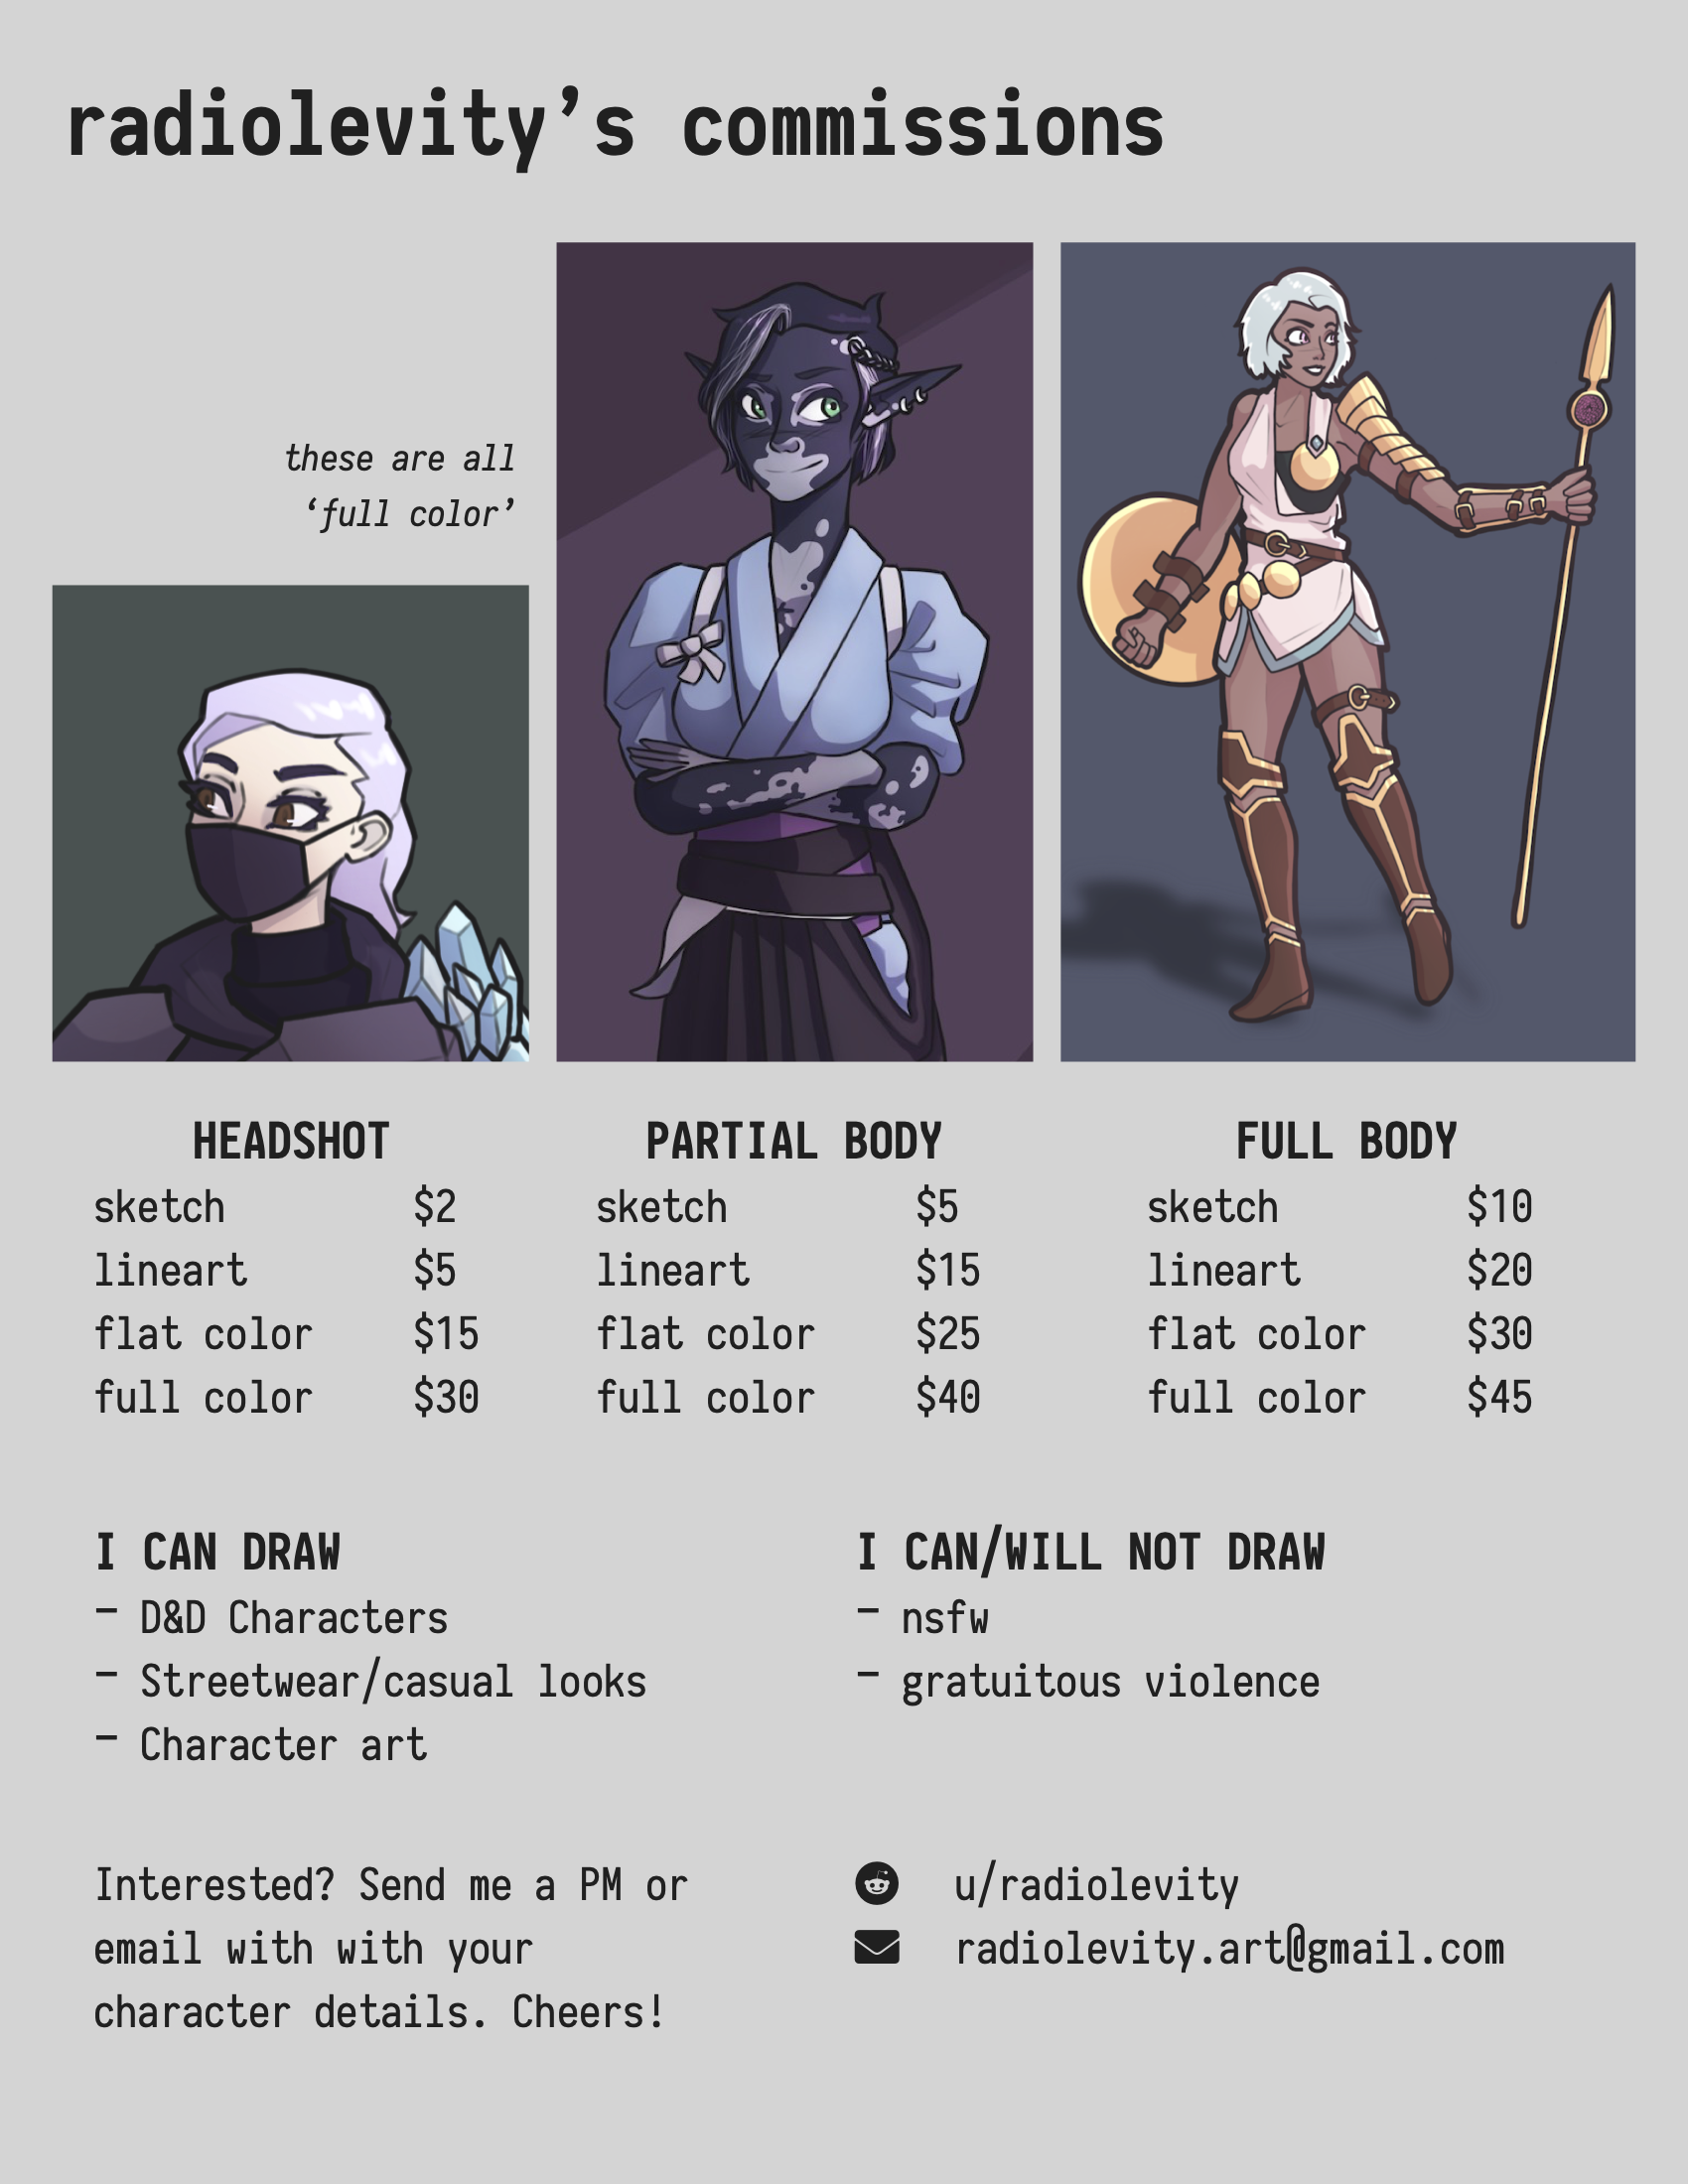 radiolevity’s commissions
these are all
‘full color’
HEADSHOT
sketch $2
lineart $5
flat color $15
full color $30
PARTIAL BODY
sketch $5
lineart $15
flat color $25
full color $40
FULL BODY
sketch $10
lineart $20
flat color $30
full color $45
I CAN DRAW
– D&D Characters
– Streetwear/casual looks
– Character art
I CAN/WILL NOT DRAW
– nsfw
– gratuitous violence
Interested? Send me a PM or
email with with your
character details. Cheers!
u/radiolevity
radiolevity.art@gmail.com